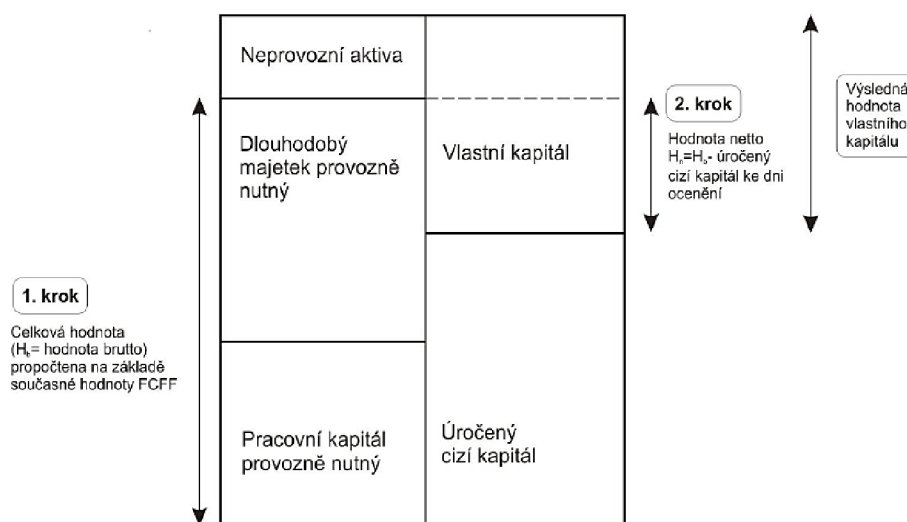 Neprovozní aktiva
Dlouhodobý
majetek provozně
nutný
Vlastní kapitál
2. krok
Hodnota netto
Hₙ=H_b- úročený
cizí kapitál ke dni
ocenění
Výsledná
hodnota
vlastního
kapitálu
1. krok
Celková hodnota
(H_b= hodnota brutto)
propočtena na základě
současné hodnoty FCFF
Pracovní kapitál
provozně nutný
Úročený
cizí kapitál